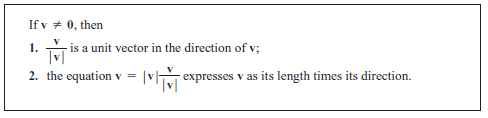 If v ≠ 0, then
1. v/|v| is a unit vector in the direction of v;
2. the equation v = |v| v/|v| expresses v as its length times its direction.